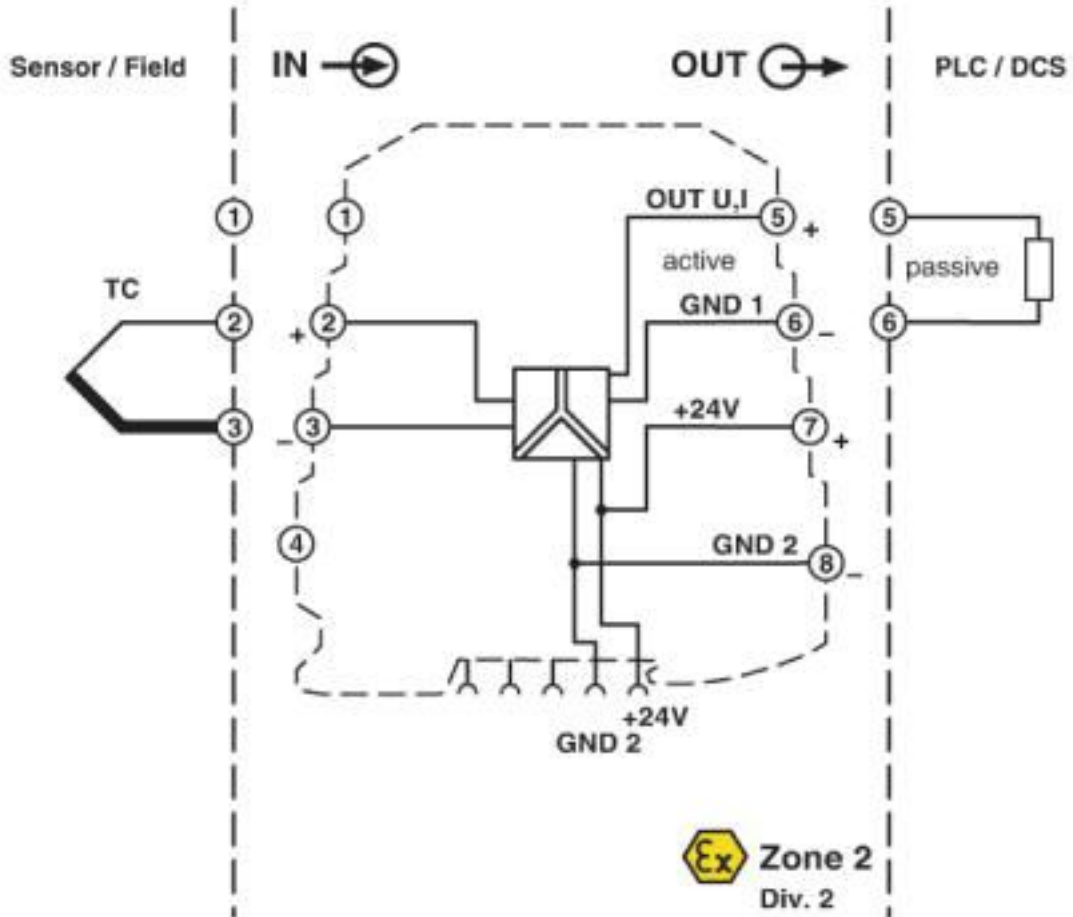 Sensor / Field
IN
OUT
PLC / DCS
1
1
OUT U,I
5
+
5
active
passive
TC
GND 1
2
+
2
6
–
6
+24V
3
–
3
7
+
4
GND 2
8
–
+24V
GND 2
Ex
Zone 2
Div. 2